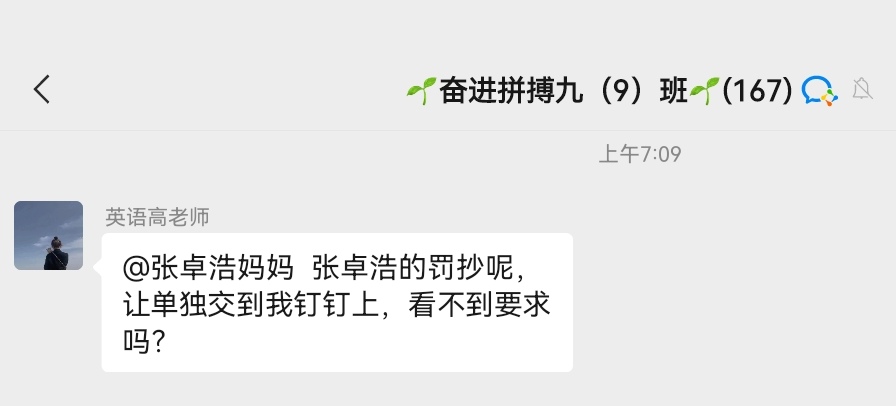 🌱奋进拼搏九（9）班🌱(167)
上午7:09
英语高老师
@张卓浩妈妈 张卓浩的罚抄呢，
让单独交到我钉钉上，看不到要求
吗？